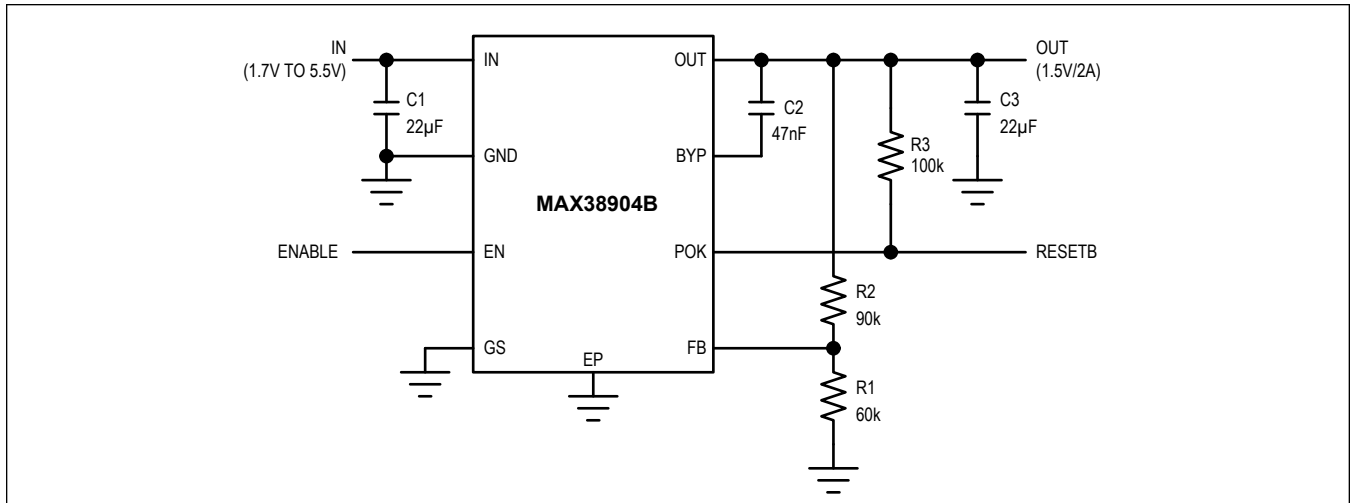 IN
(1.7V TO 5.5V)
IN
OUT
OUT
(1.5V/2A)
C1
22µF
C2
47nF
C3
22µF
GND
BYP
R3
100k
MAX38904B
ENABLE
EN
POK
RESETB
R2
90k
GS
EP
FB
R1
60k